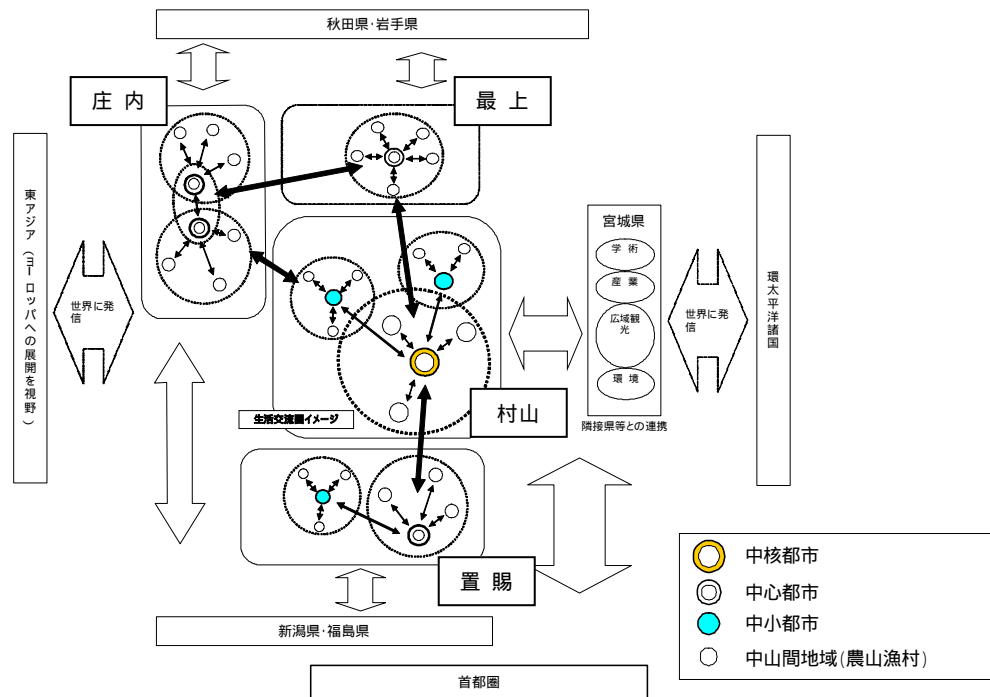 秋田県･岩手県
庄 内
最 上
東アジア（ヨーロッパへの展開を視野）
世界に発
信
宮城県
学 術
産 業
広域観
光
環 境
隣接県等との連携
世界に発
信
環太平洋諸国
生活交流圏イメージ
村山
置 賜
新潟県･福島県
首都圏
中核都市
中心都市
中小都市
中山間地域(農山漁村)